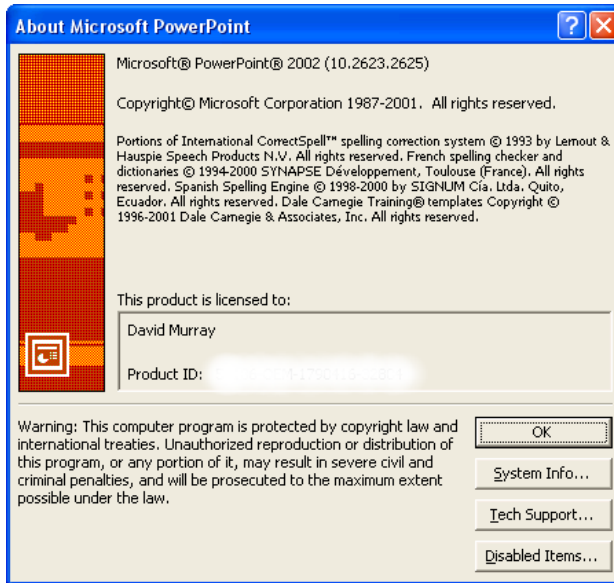 About Microsoft PowerPoint
Microsoft® PowerPoint® 2002 (10.2623.2625)
Copyright© Microsoft Corporation 1987-2001.  All rights reserved.
Portions of International CorrectSpell™ spelling correction system © 1993 by Lernout &
Hauspie Speech Products N.V. All rights reserved. French spelling checker and
dictionaries © 1994-2000 SYNAPSE Développement, Toulouse (France). All rights
reserved. Spanish Spelling Engine © 1998-2000 by SIGNUM Cía. Ltda. Quito,
Ecuador. All rights reserved. Dale Carnegie Training® templates Copyright ©
1996-2001 Dale Carnegie & Associates, Inc. All rights reserved.
This product is licensed to:
David Murray
Product ID:
Warning: This computer program is protected by copyright law and
international treaties. Unauthorized reproduction or distribution of
this program, or any portion of it, may result in severe civil and
criminal penalties, and will be prosecuted to the maximum extent
possible under the law.
OK
System Info...
Tech Support...
Disabled Items...